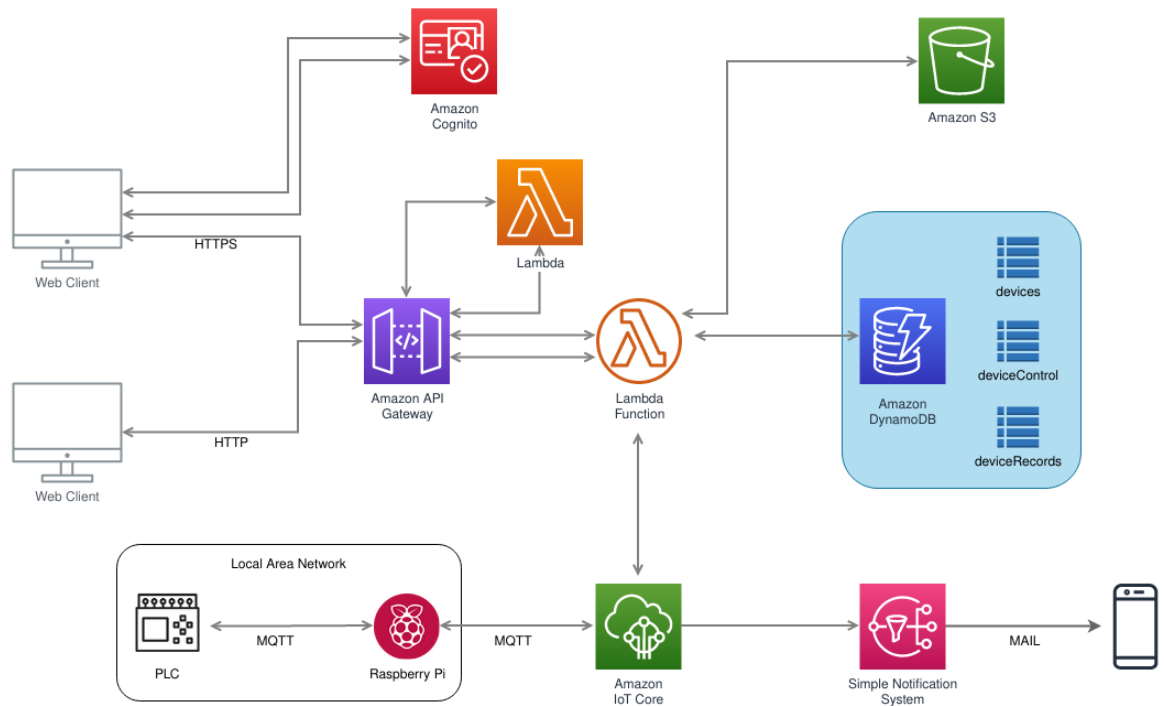 Amazon
Cognito
Amazon S3
Web Client
HTTPS
Lambda
devices
deviceControl
Amazon API
Gateway
</>
Lambda
Function
Amazon
DynamoDB
deviceRecords
HTTP
Web Client
Local Area Network
PLC
MQTT
Raspberry Pi
MQTT
Amazon
IoT Core
Simple Notification
System
MAIL